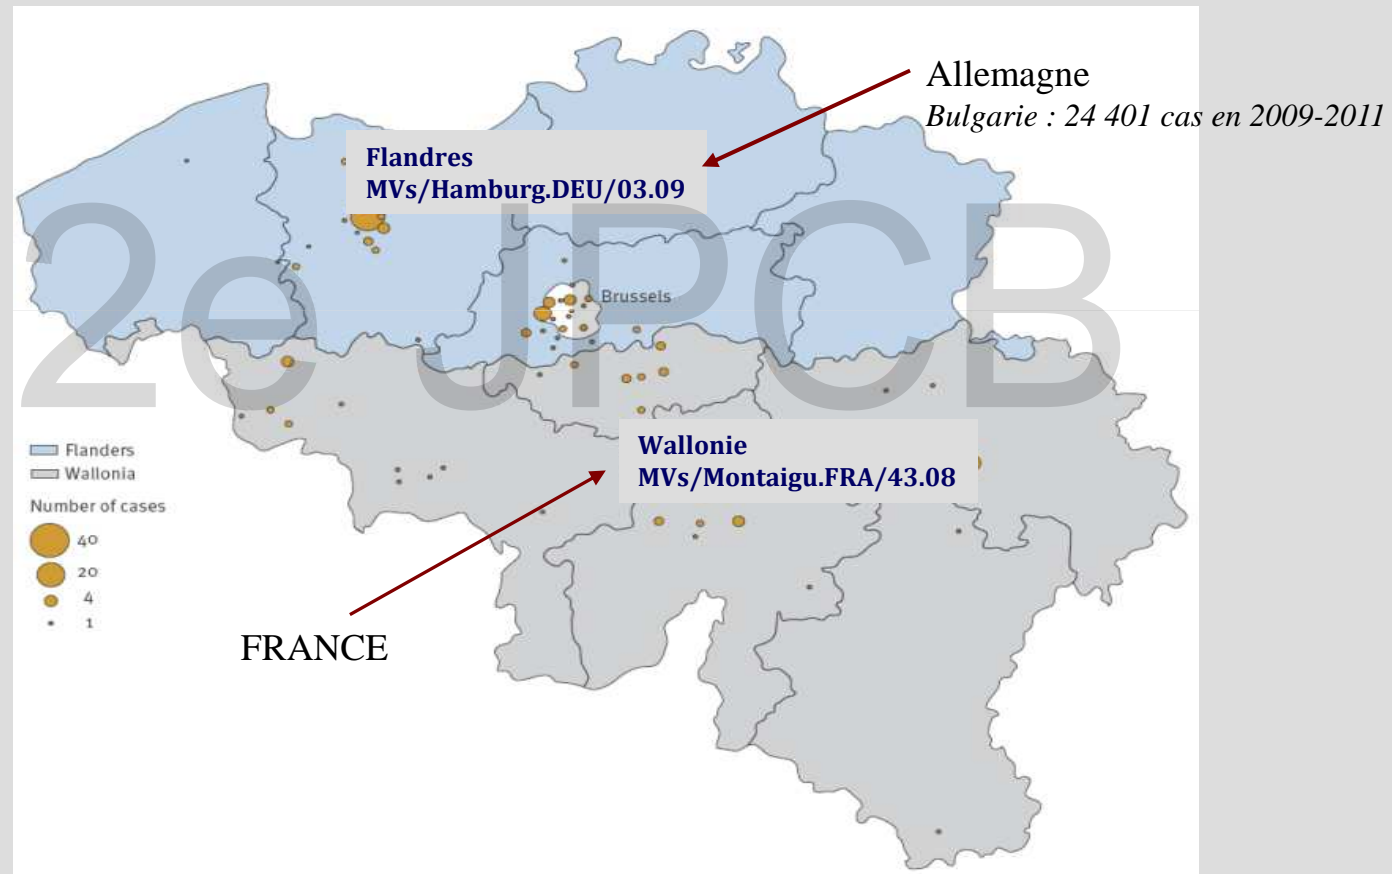 Allemagne
Bulgarie : 24 401 cas en 2009-2011
Flandres
MVs/Hamburg.DEU/03.09
2e JPCB
Brussels
Wallonie
MVs/Montaigu.FRA/43.08
Flanders
Wallonia
Number of cases
40
20
4
1
FRANCE